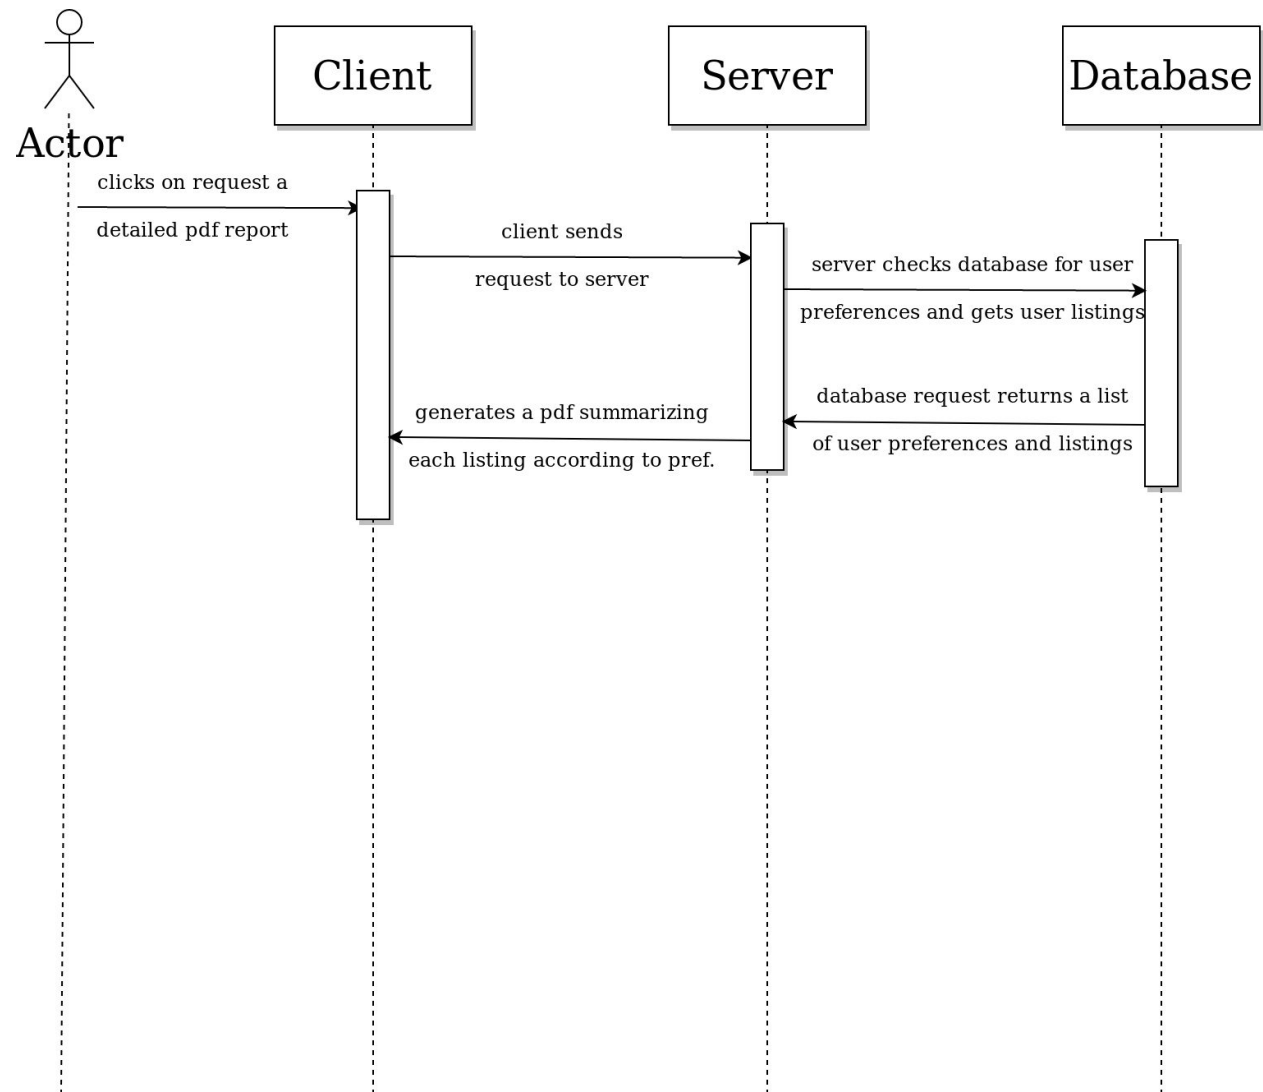 Actor
Client
Server
Database
clicks on request a
detailed pdf report
client sends
request to server
server checks database for user
preferences and gets user listings
database request returns a list
of user preferences and listings
generates a pdf summarizing
each listing according to pref.